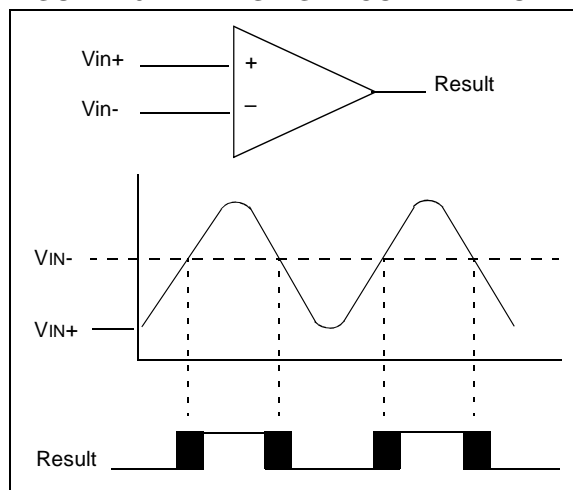 Vin+
+
Result
Vin-
–
VIN-
VIN+
Result